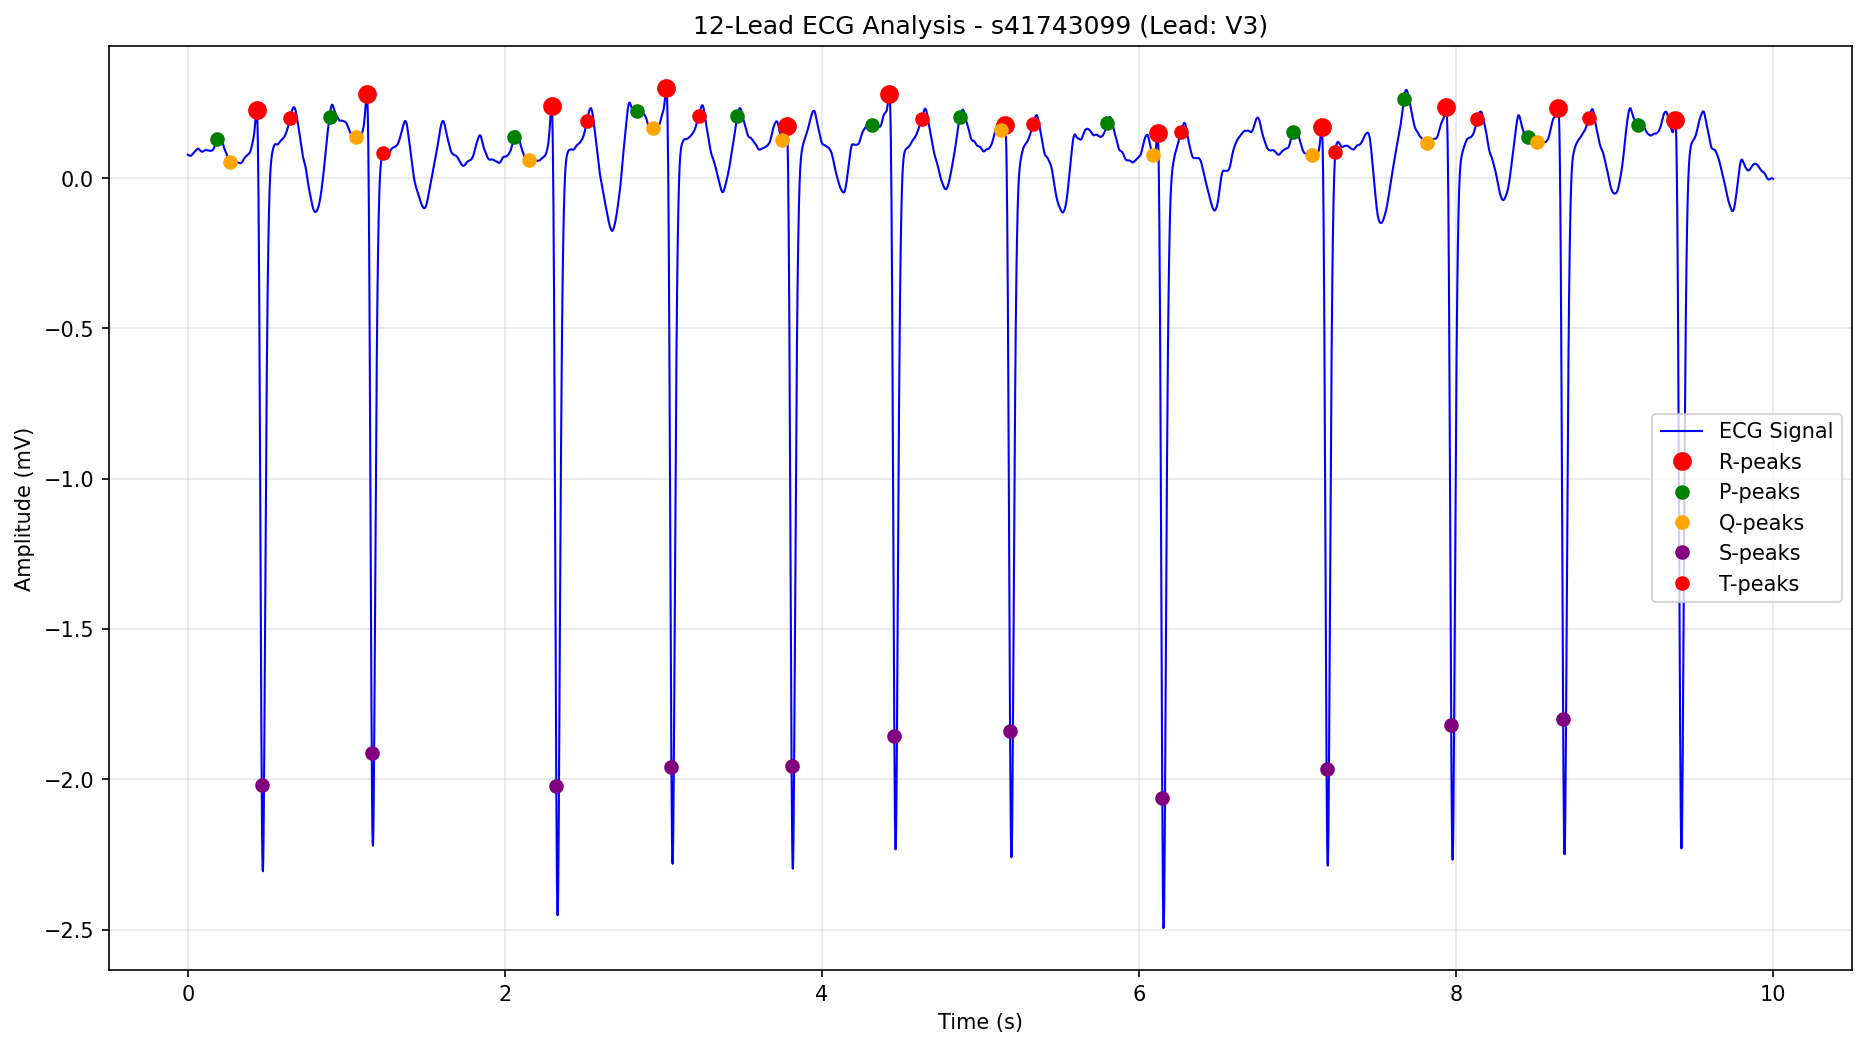 12-Lead ECG Analysis - s41743099 (Lead: V3)
Amplitude (mV)
0.0
−0.5
−1.0
−1.5
−2.0
−2.5
ECG Signal
R-peaks
P-peaks
Q-peaks
S-peaks
T-peaks
0 2 4 6 8 10
Time (s)